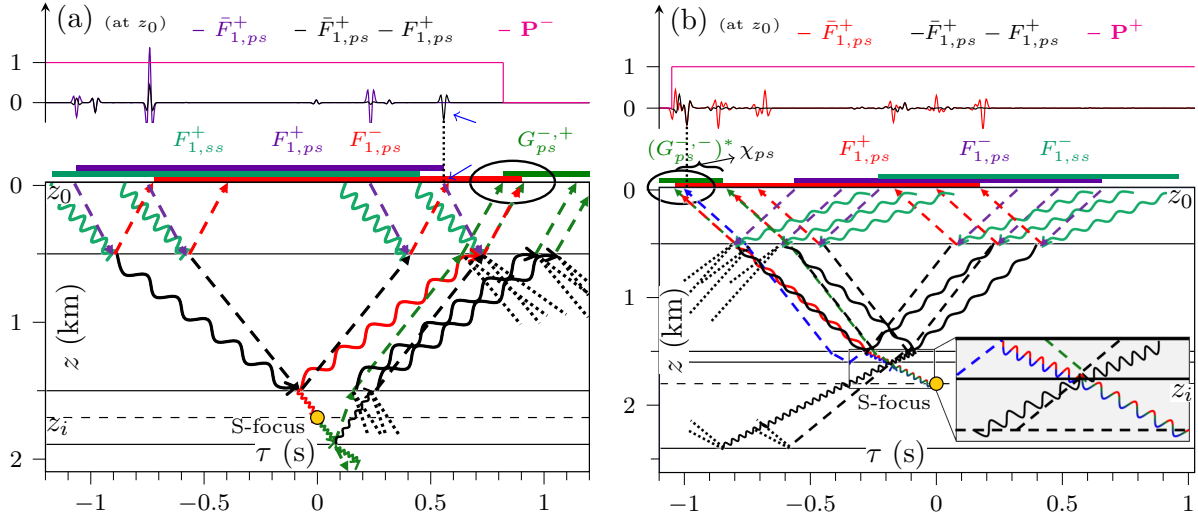 (a) (at z₀) – F̄⁺₁,ₚₛ – F̄⁺₁,ₚₛ – F⁺₁,ₚₛ – P⁻
1
0
F⁺₁,ₛₛ F⁺₁,ₚₛ F⁻₁,ₚₛ G⁻,⁺ₚₛ
0
z₀
1
z (km)
zᵢ
S-focus
τ (s)
2
−1 −0.5 0 0.5 1
(b) (at z₀) – F̄⁺₁,ₚₛ –F̄⁺₁,ₚₛ – F⁺₁,ₚₛ – P⁺
1
0
(G⁻,⁻ₚₛ)* χₚₛ F⁺₁,ₚₛ F⁻₁,ₚₛ F⁻₁,ₛₛ
0
z₀
1
z (km)
zᵢ
S-focus
2
τ (s)
−1 −0.5 0 0.5 1